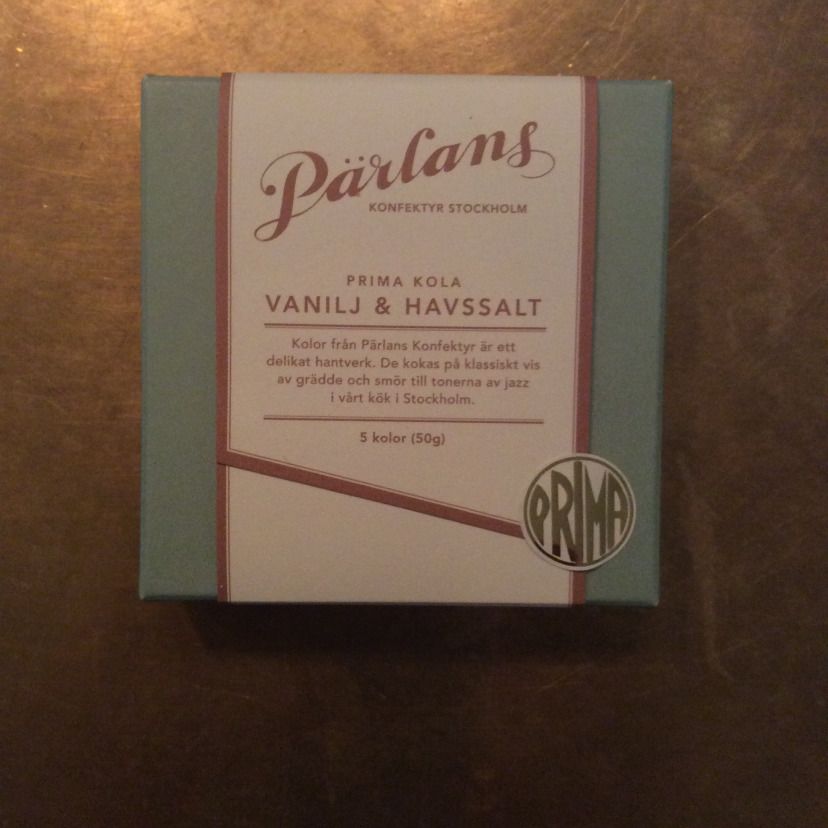 Pärlans
KONFEKTYR STOCKHOLM
PRIMA KOLA
VANILJ & HAVSSALT
Kolor från Pärlans Konfektyr är ett
delikat hantverk. De kokas på klassiskt vis
av grädde och smör till tonerna av jazz
i vårt kök i Stockholm.
5 kolor (50g)
PRIMA